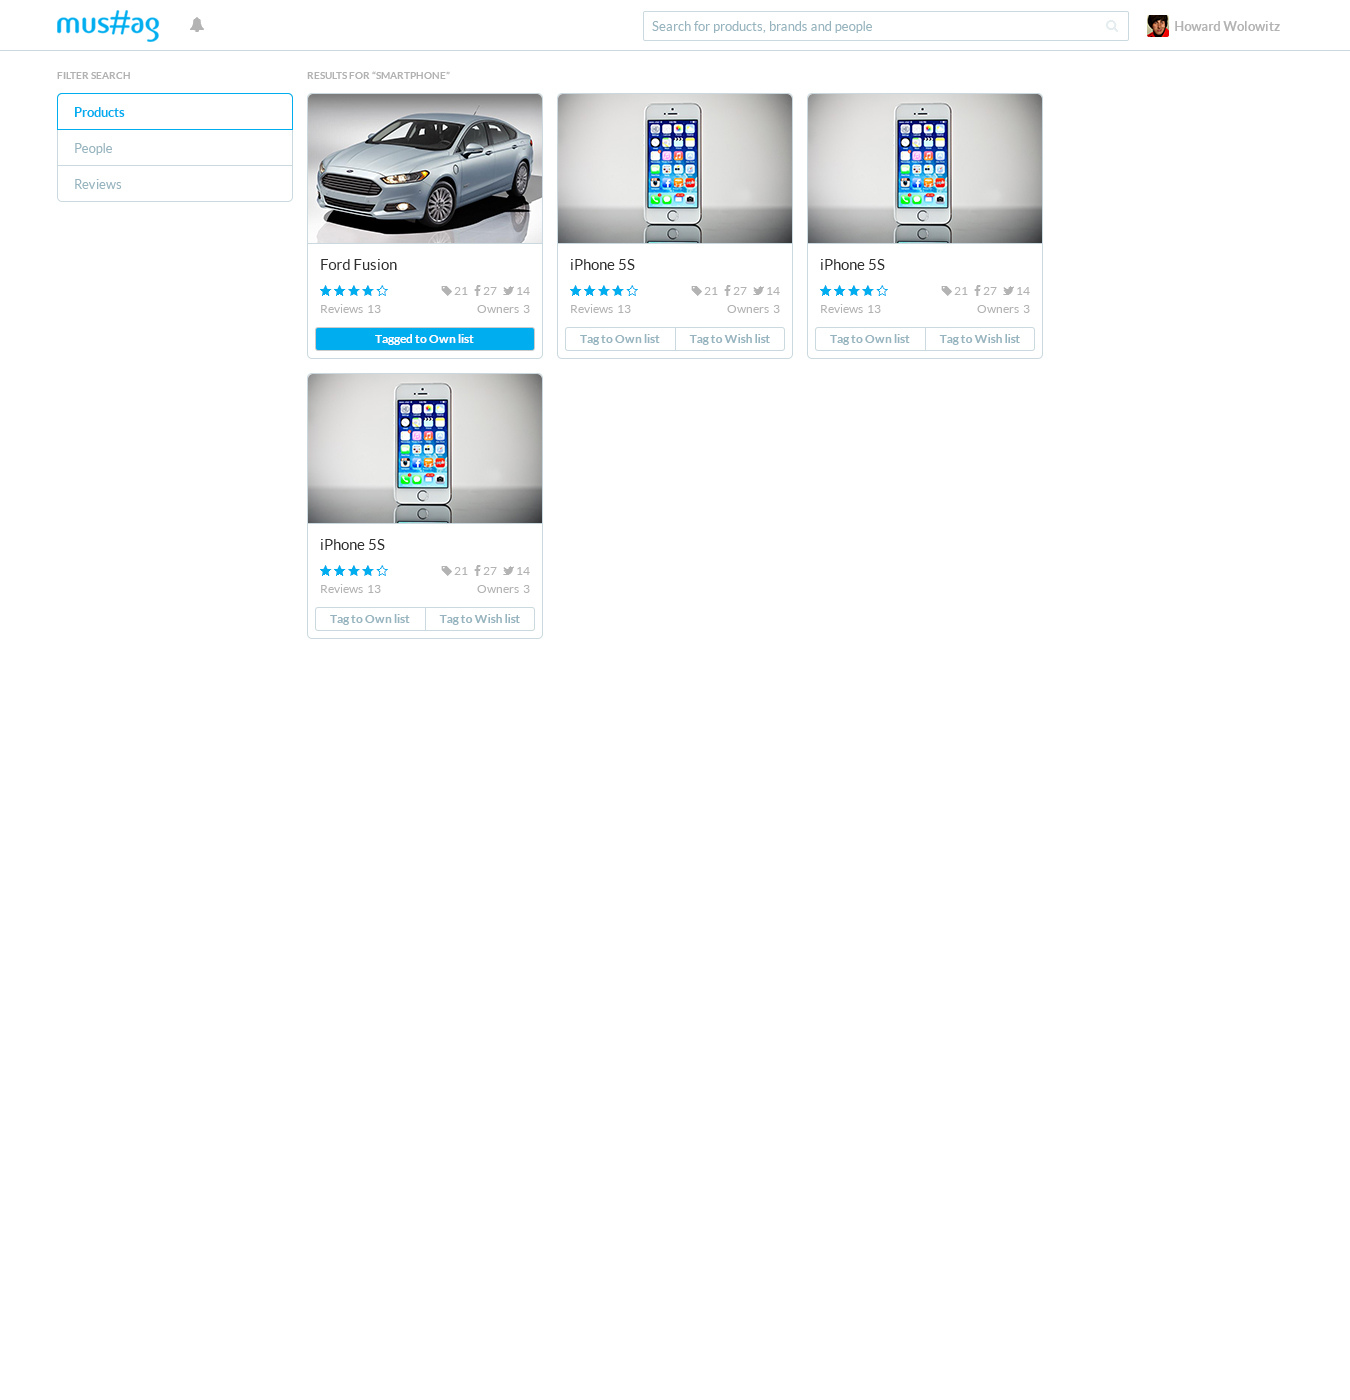 mus#ag
Search for products, brands and people
Howard Wolowitz
FILTER SEARCH
Products
People
Reviews
RESULTS FOR "SMARTPHONE"
Ford Fusion
21 27 14
Reviews 13
Owners 3
Tagged to Own list
iPhone 5S
21 27 14
Reviews 13
Owners 3
Tag to Own list
Tag to Wish list
iPhone 5S
21 27 14
Reviews 13
Owners 3
Tag to Own list
Tag to Wish list
iPhone 5S
21 27 14
Reviews 13
Owners 3
Tag to Own list
Tag to Wish list